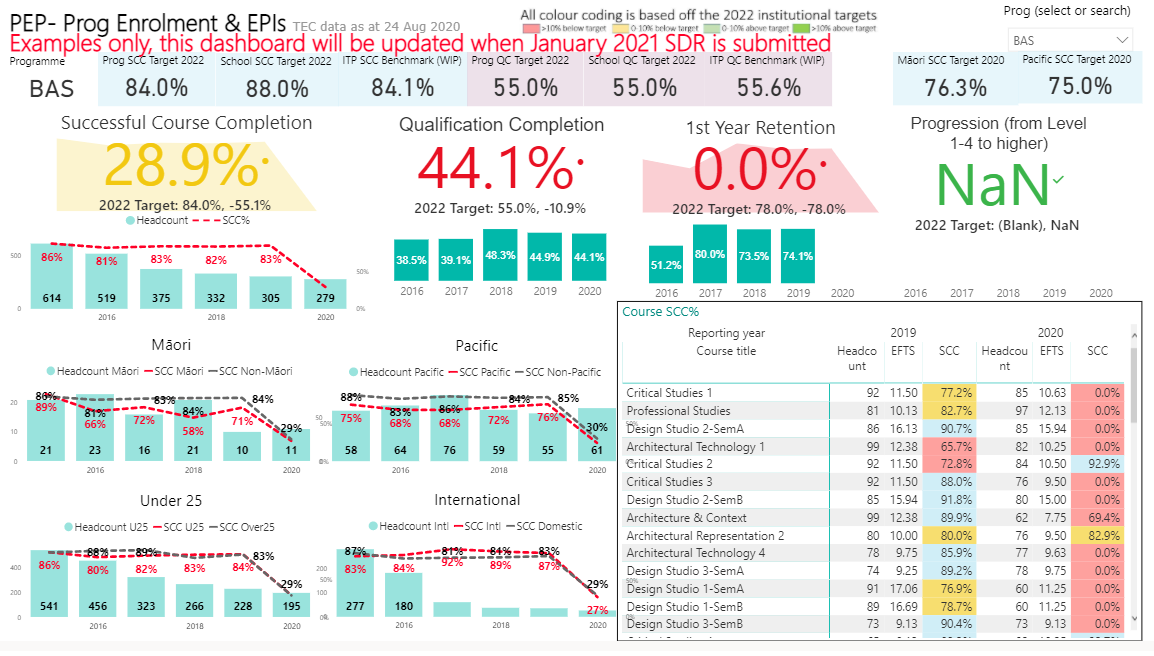 PEP- Prog Enrolment & EPIs TEC data as at 24 Aug 2020
All colour coding is based off the 2022 institutional targets
>10% below target 0-10% below target 0-10% above target >10% above target
Prog (select or search)
BAS
Examples only, this dashboard will be updated when January 2021 SDR is submitted
Programme
BAS
Prog SCC Target 2022
84.0%
School SCC Target 2022
88.0%
ITP SCC Benchmark (WIP)
84.1%
Prog QC Target 2022
55.0%
School QC Target 2022
55.0%
ITP QC Benchmark (WIP)
55.6%
Māori SCC Target 2020
76.3%
Pacific SCC Target 2020
75.0%
Successful Course Completion
28.9%
2022 Target: 84.0%, -55.1%
Headcount SCC%
500
0
50%
0%
86% 81% 83% 82% 83%
614 519 375 332 305 279
2016 2018 2020
Qualification Completion
44.1%
2022 Target: 55.0%, -10.9%
38.5% 39.1% 48.3% 44.9% 44.1%
2016 2017 2018 2019 2020
1st Year Retention
0.0%
2022 Target: 78.0%, -78.0%
51.2% 80.0% 73.5% 74.1%
2016 2017 2018 2019 2020
Progression (from Level
1-4 to higher)
NaN
2022 Target: (Blank), NaN
2016 2017 2018 2019 2020
Māori
Headcount Māori SCC Māori SCC Non-Māori
20
10
0
86% 81% 83% 84% 84% 29%
89% 66% 72% 58% 71%
21 23 16 21 10 11
2016 2018 2020
Pacific
Headcount Pacific SCC Pacific SCC Non-Pacific
50
50%
0%
88% 83% 86% 84% 85% 30%
75% 68% 68% 72% 76%
58 64 76 59 55 61
2016 2018 2020
Under 25
Headcount U25 SCC U25 SCC Over25
400
200
0
88% 89% 83% 29%
86% 80% 82% 83% 84%
541 456 323 266 228 195
2016 2018 2020
International
Headcount Intl SCC Intl SCC Domestic
200
100
50%
0%
87% 81% 84% 83% 29%
83% 84% 92% 89% 87% 27%
277 180
2016 2018 2020
Course SCC%
Reporting year 2019 2020
Course title Headcou EFTS SCC Headcou EFTS SCC
unt nt
Critical Studies 1 92 11.50 77.2% 85 10.63 0.0%
Professional Studies 81 10.13 82.7% 97 12.13 0.0%
Design Studio 2-SemA 86 16.13 90.7% 85 15.94 0.0%
Architectural Technology 1 99 12.38 65.7% 82 10.25 0.0%
Critical Studies 2 92 11.50 72.8% 84 10.50 92.9%
Critical Studies 3 92 11.50 88.0% 76 9.50 0.0%
Design Studio 2-SemB 85 15.94 91.8% 80 15.00 0.0%
Architecture & Context 99 12.38 89.9% 62 7.75 69.4%
Architectural Representation 2 80 10.00 80.0% 76 9.50 82.9%
Architectural Technology 4 78 9.75 85.9% 77 9.63 0.0%
Design Studio 3-SemA 74 9.25 89.2% 78 9.75 0.0%
Design Studio 1-SemA 91 17.06 76.9% 60 11.25 0.0%
Design Studio 1-SemB 89 16.69 78.7% 60 11.25 0.0%
Design Studio 3-SemB 73 9.13 90.4% 73 9.13 0.0%